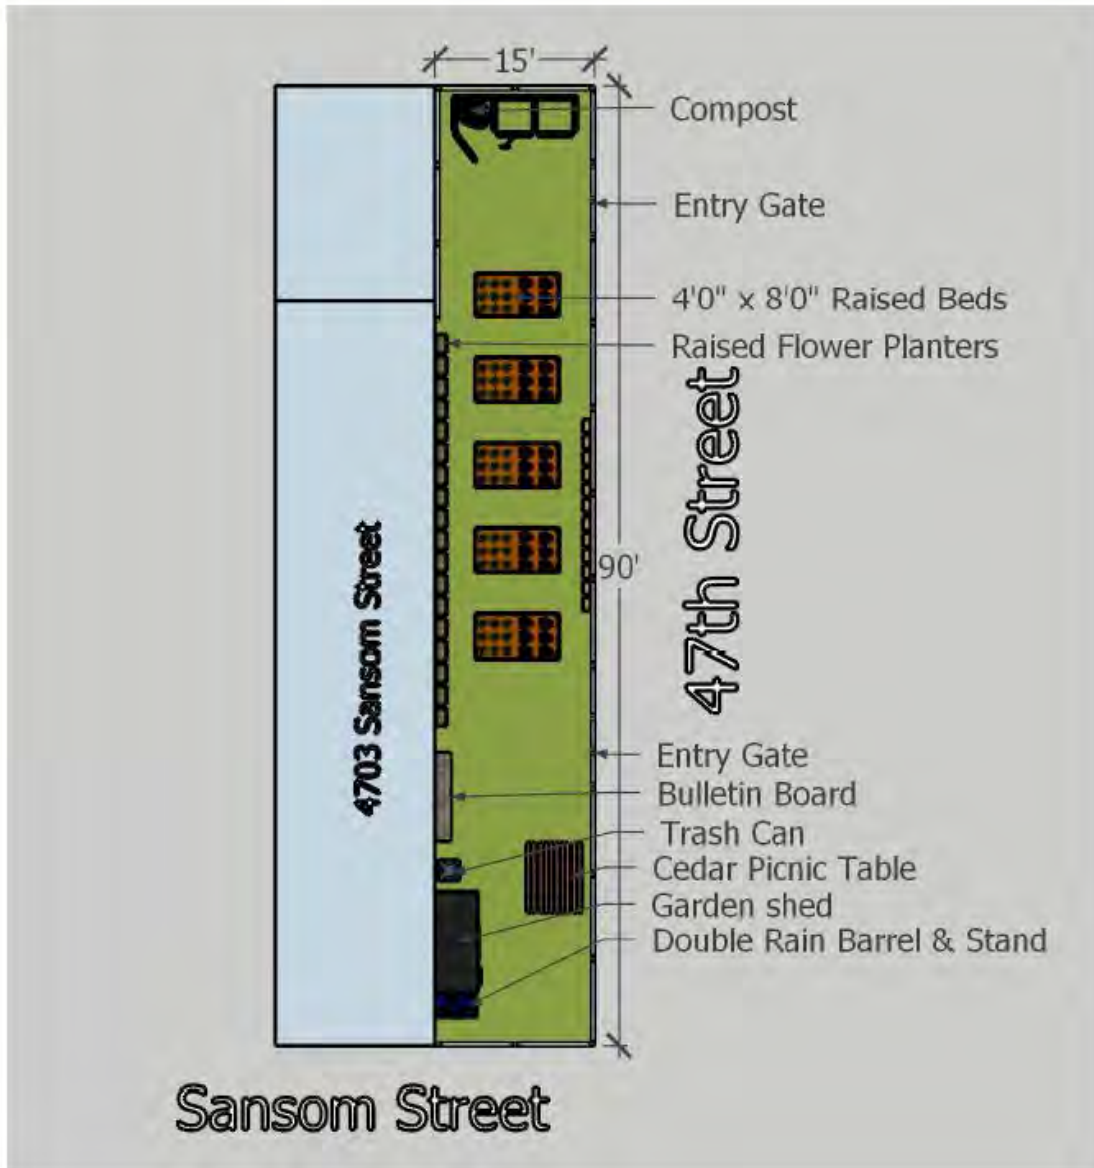 15'
Compost
Entry Gate
4'0" x 8'0" Raised Beds
Raised Flower Planters
47th Street
90'
4703 Sansom Street
Entry Gate
Bulletin Board
Trash Can
Cedar Picnic Table
Garden shed
Double Rain Barrel & Stand
Sansom Street